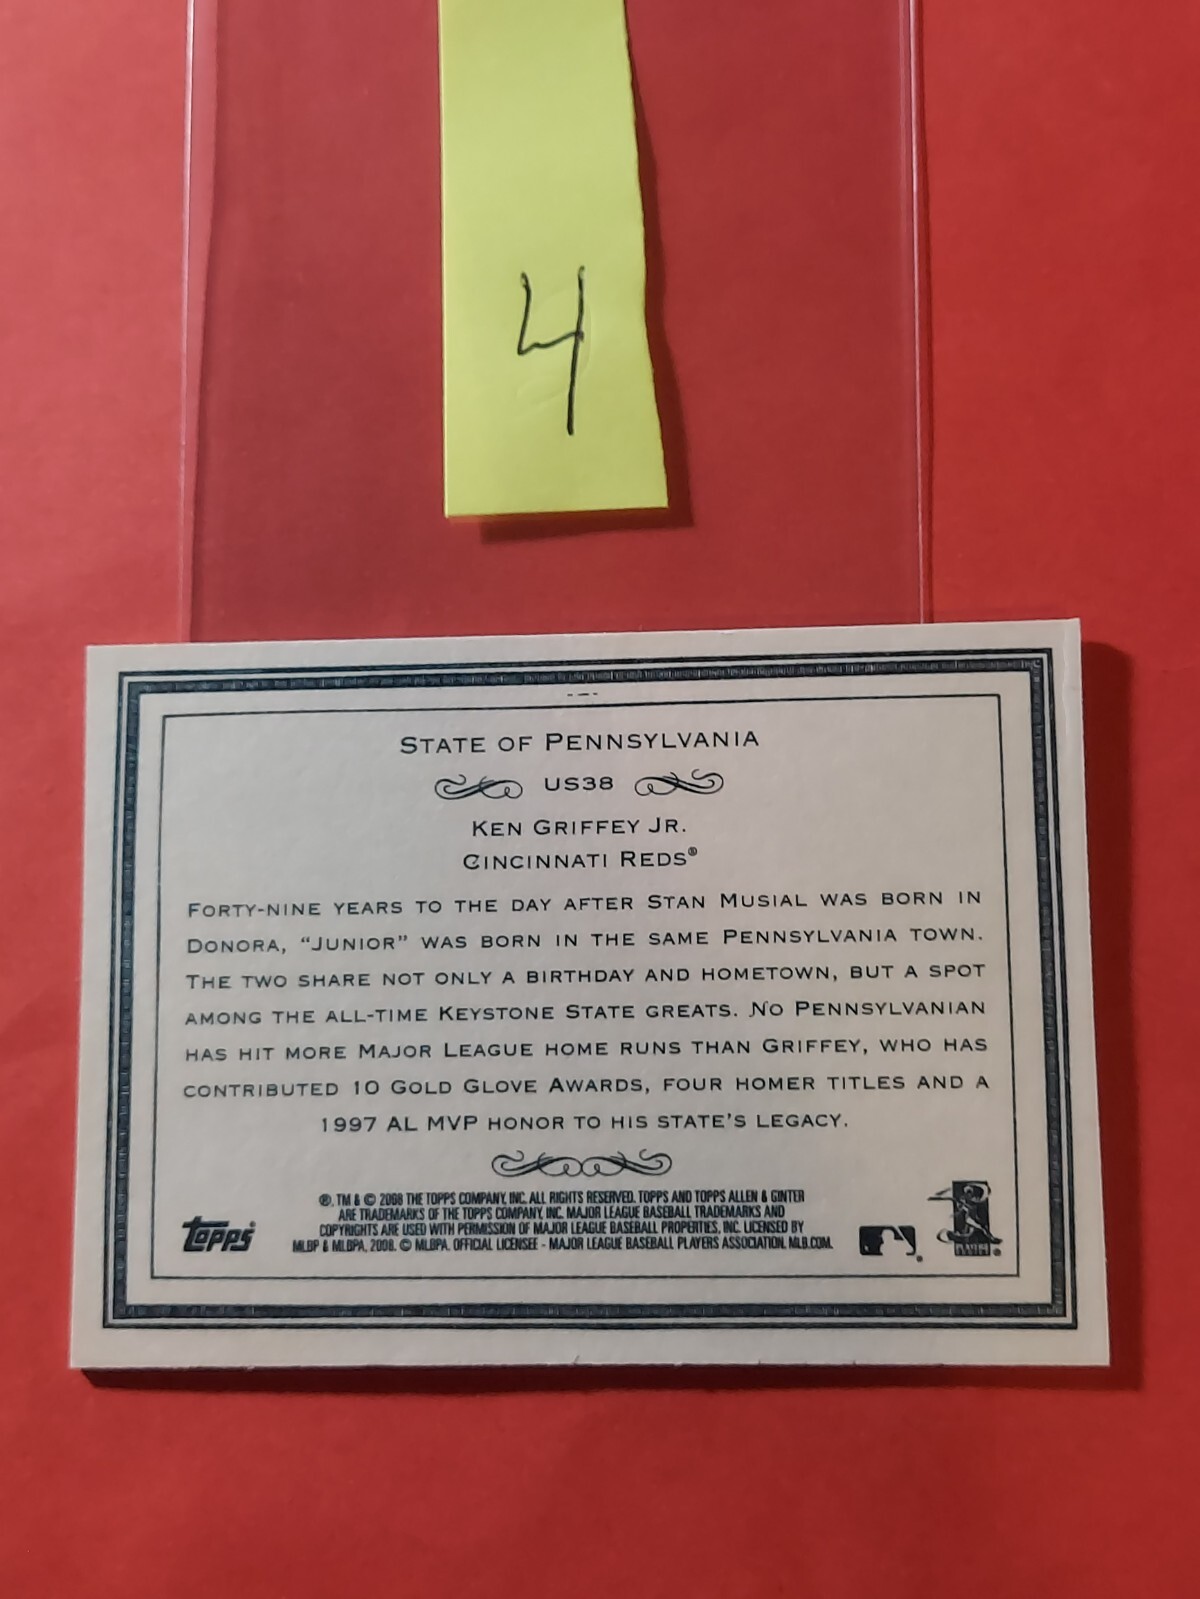 4
STATE OF PENNSYLVANIA
US38
KEN GRIFFEY JR.
CINCINNATI REDS®
FORTY-NINE YEARS TO THE DAY AFTER STAN MUSIAL WAS BORN IN
DONORA, “JUNIOR” WAS BORN IN THE SAME PENNSYLVANIA TOWN.
THE TWO SHARE NOT ONLY A BIRTHDAY AND HOMETOWN, BUT A SPOT
AMONG THE ALL-TIME KEYSTONE STATE GREATS. NO PENNSYLVANIAN
HAS HIT MORE MAJOR LEAGUE HOME RUNS THAN GRIFFEY, WHO HAS
CONTRIBUTED 10 GOLD GLOVE AWARDS, FOUR HOMER TITLES AND A
1997 AL MVP HONOR TO HIS STATE'S LEGACY.
®, TM & © 2008 THE TOPPS COMPANY, INC. ALL RIGHTS RESERVED. TOPPS AND TOPPS ALLEN & GINTER
ARE TRADEMARKS OF THE TOPPS COMPANY, INC. MAJOR LEAGUE BASEBALL TRADEMARKS AND
COPYRIGHTS ARE USED WITH PERMISSION OF MAJOR LEAGUE BASEBALL PROPERTIES, INC. LICENSED BY
MLBP & MLBPA, 2008. © MLBPA. OFFICIAL LICENSEE - MAJOR LEAGUE BASEBALL PLAYERS ASSOCIATION. MLB.COM.
Topps